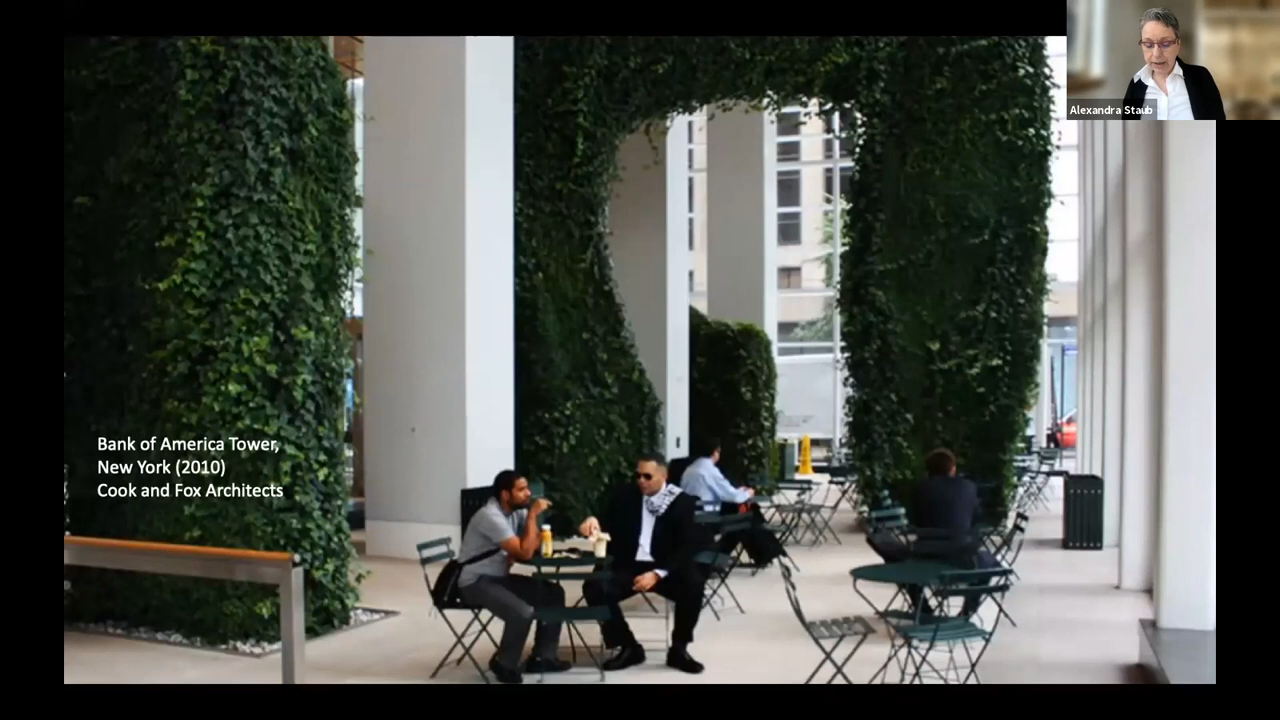 Alexandra Staub
Bank of America Tower,
New York (2010)
Cook and Fox Architects